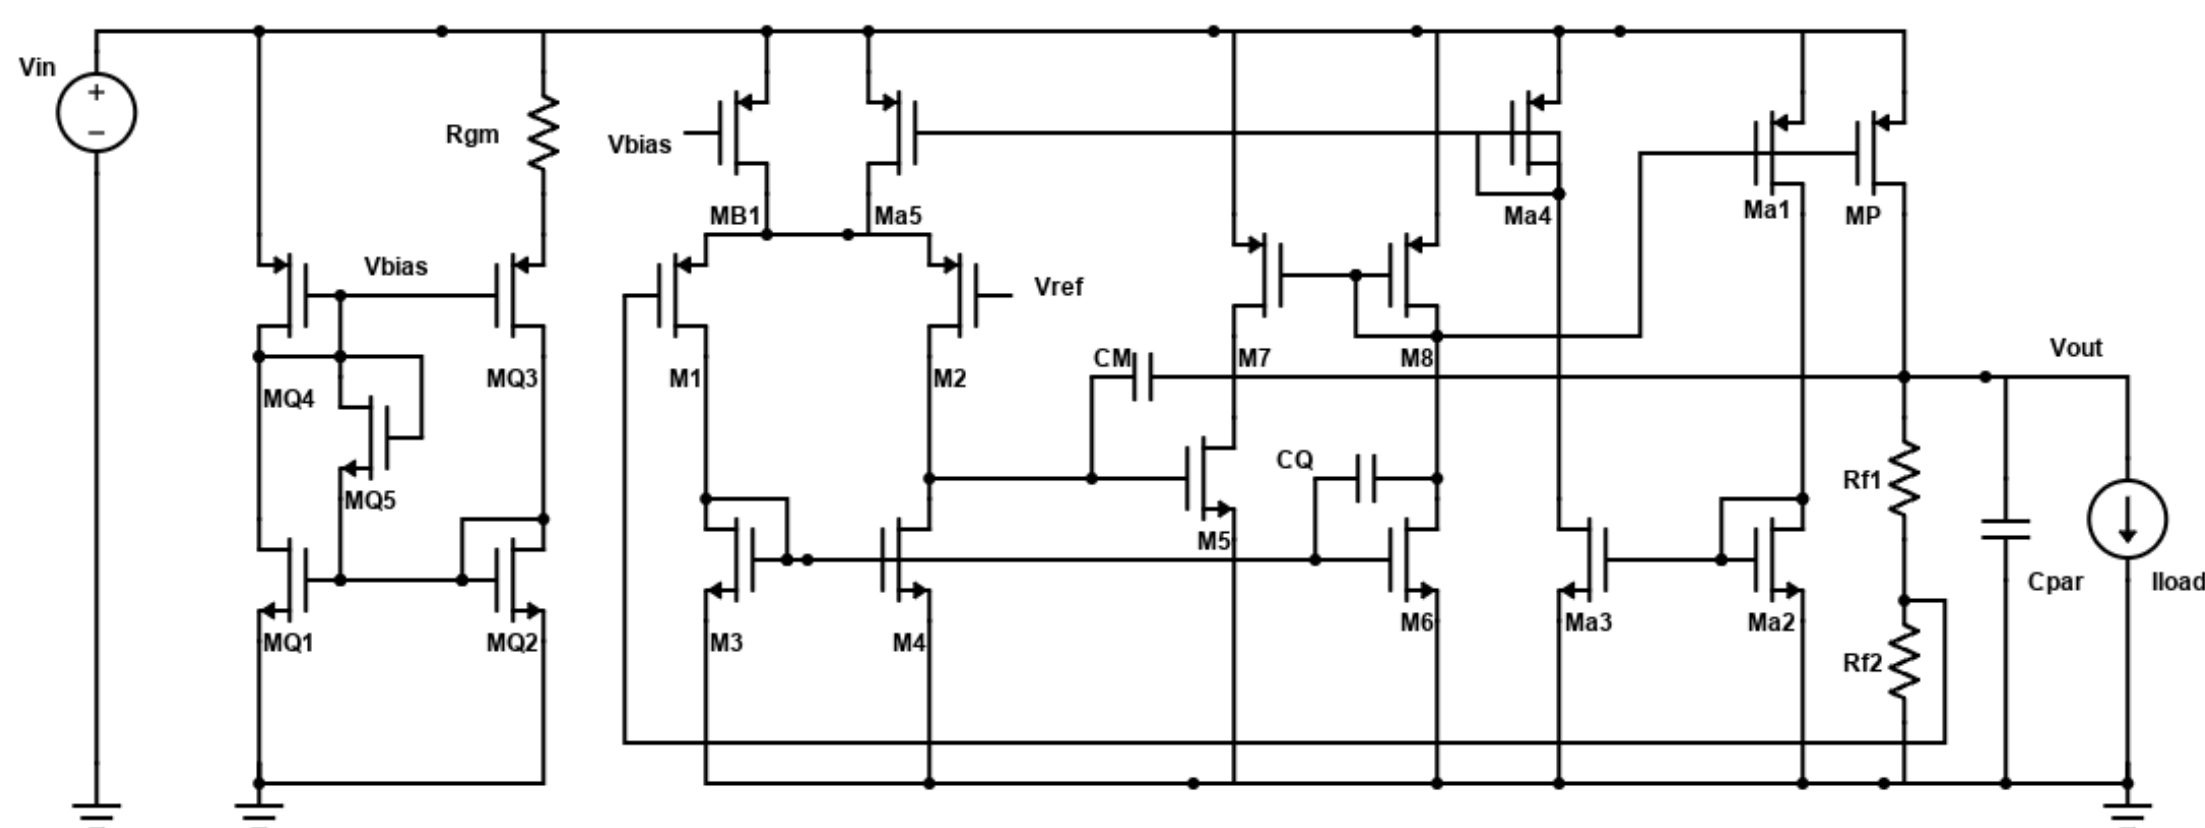 Vin
+
−
Rgm
Vbias
MB1
Ma5
Ma4
Ma1
MP
Vbias
Vref
Vout
MQ4
MQ3
M1
M2
CM
M7
M8
MQ5
CQ
Rf1
M5
Cpar
Iload
MQ1
MQ2
M3
M4
M6
Ma3
Ma2
Rf2